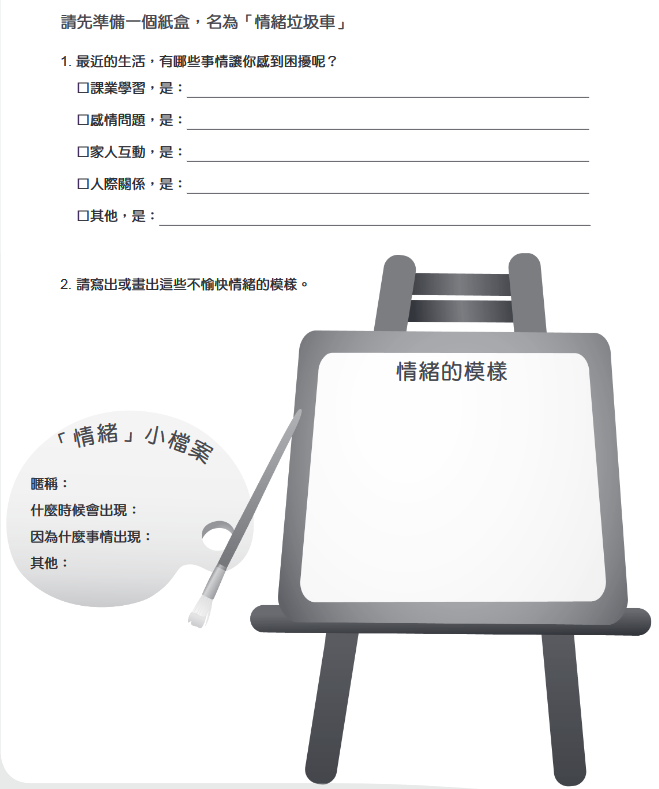 請先準備一個紙盒，名為「情緒垃圾車」
1. 最近的生活，有哪些事情讓你感到困擾呢？
□課業學習，是：
□感情問題，是：
□家人互動，是：
□人際關係，是：
□其他，是：
2. 請寫出或畫出這些不愉快情緒的模樣。
情緒的模樣
「情緒」小檔案
暱稱：
什麼時候會出現：
因為什麼事情出現：
其他：